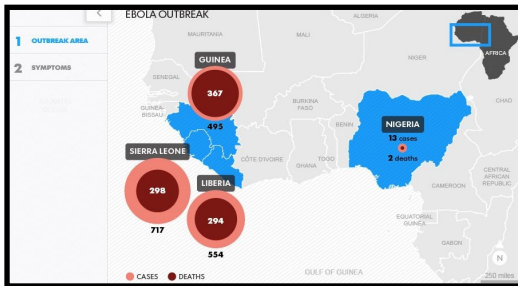 EBOLA OUTBREAK
1 OUTBREAK AREA
2 SYMPTOMS
ALGERIA
MAURITANIA
MALI
NIGER
AFRICA
GUINEA
367
495
SENEGAL
GUINEA-
BISSAU
BURKINA
FASO
BENIN
CHAD
NIGERIA
13 cases
2 deaths
SIERRA LEONE
298
717
CÔTE D'IVOIRE
GHANA
TOGO
LIBERIA
294
554
CENTRAL
AFRICAN
REPUBLIC
CAMEROON
EQUATORIAL
GUINEA
GABON
N
CASES
DEATHS
GULF OF GUINEA
250 miles